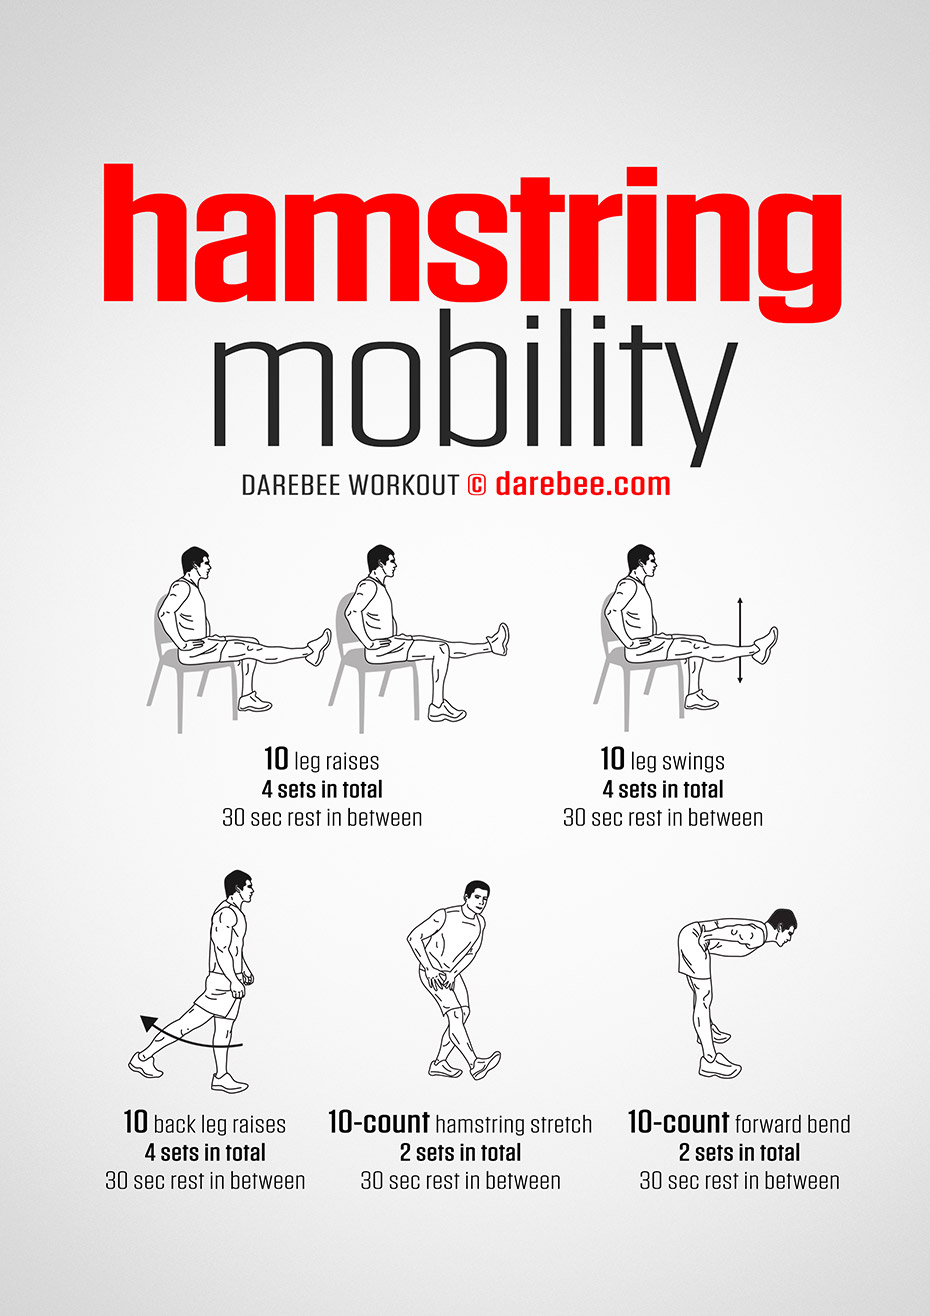 hamstring
mobility
DAREBEE WORKOUT © darebee.com
10 leg raises
4 sets in total
30 sec rest in between
10 leg swings
4 sets in total
30 sec rest in between
10 back leg raises
4 sets in total
30 sec rest in between
10-count hamstring stretch
2 sets in total
30 sec rest in between
10-count forward bend
2 sets in total
30 sec rest in between